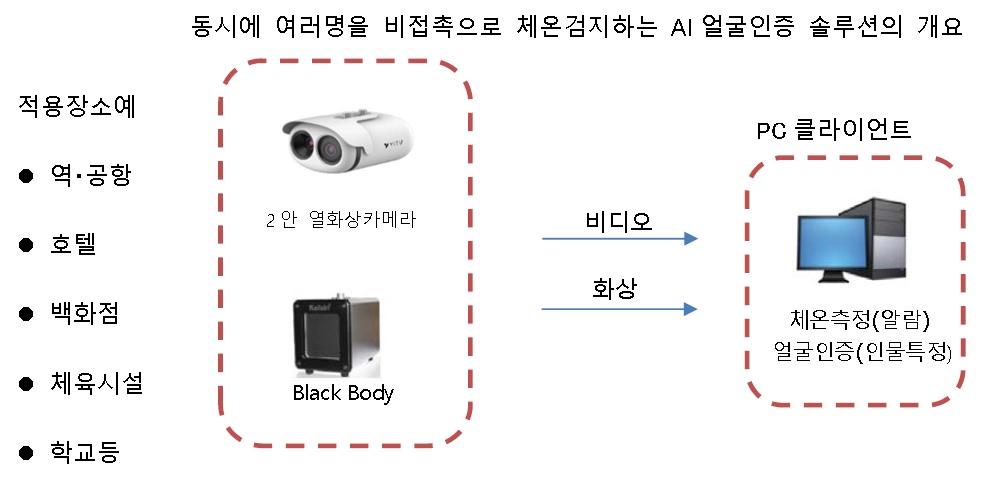 동시에 여러명을 비접촉으로 체온검지하는 AI 얼굴인증 솔루션의 개요
적용장소예
● 역·공항
● 호텔
● 백화점
● 체육시설
● 학교등
YITU
2안 열화상카메라
Black Body
비디오
화상
PC 클라이언트
체온측정(알람)
얼굴인증(인물특정)